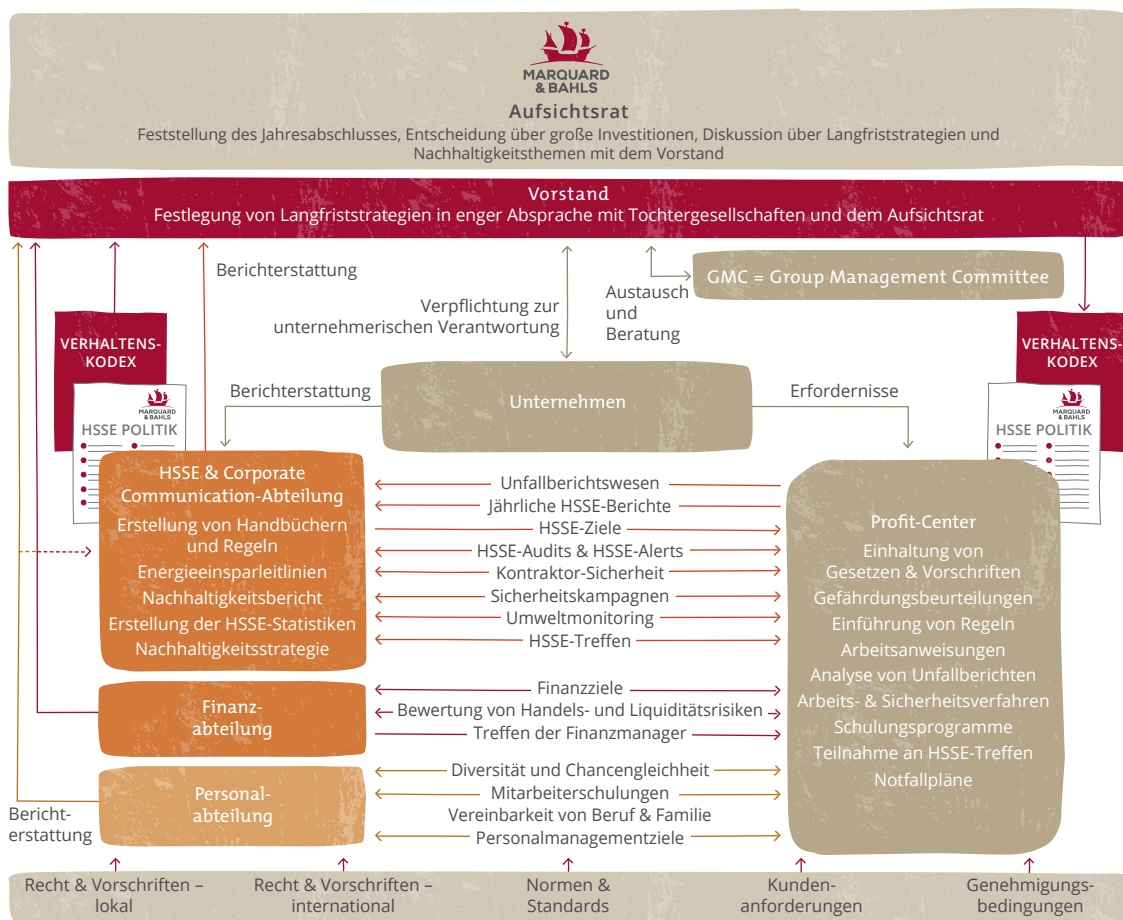 MARQUARD
& BAHLS
Aufsichtsrat
Feststellung des Jahresabschlusses, Entscheidung über große Investitionen, Diskussion über Langfriststrategien und
Nachhaltigkeitsthemen mit dem Vorstand
Vorstand
Festlegung von Langfriststrategien in enger Absprache mit Tochtergesellschaften und dem Aufsichtsrat
Berichterstattung
GMC = Group Management Committee
Verpflichtung zur
unternehmerischen Verantwortung
Austausch
und
Beratung
VERHALTENS-
KODEX
MARQUARD
& BAHLS
HSSE POLITIK
VERHALTENS-
KODEX
MARQUARD
& BAHLS
HSSE POLITIK
Berichterstattung
Unternehmen
Erfordernisse
HSSE & Corporate
Communication-Abteilung
Erstellung von Handbüchern
und Regeln
Energieeinsparleitlinien
Nachhaltigkeitsbericht
Erstellung der HSSE-Statistiken
Nachhaltigkeitsstrategie
Unfallberichtswesen
Jährliche HSSE-Berichte
HSSE-Ziele
HSSE-Audits & HSSE-Alerts
Kontraktor-Sicherheit
Sicherheitskampagnen
Umweltmonitoring
HSSE-Treffen
Profit-Center
Einhaltung von
Gesetzen & Vorschriften
Gefährdungsbeurteilungen
Einführung von Regeln
Arbeitsanweisungen
Analyse von Unfallberichten
Arbeits- & Sicherheitsverfahren
Schulungsprogramme
Teilnahme an HSSE-Treffen
Notfallpläne
Finanz-
abteilung
Finanzziele
Bewertung von Handels- und Liquiditätsrisiken
Treffen der Finanzmanager
Personal-
abteilung
Diversität und Chancengleichheit
Mitarbeiterschulungen
Vereinbarkeit von Beruf & Familie
Personalmanagementziele
Bericht-
erstattung
Recht & Vorschriften –
lokal
Recht & Vorschriften –
international
Normen &
Standards
Kunden-
anforderungen
Genehmigungs-
bedingungen